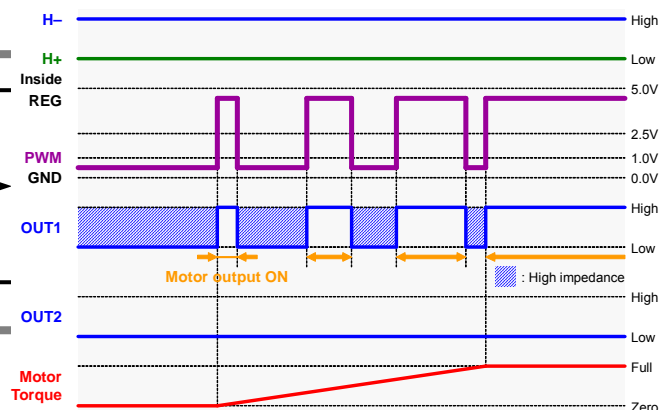 H–
High
H+
Low
Inside
REG
5.0V
2.5V
PWM
1.0V
GND
0.0V
OUT1
High
Low
Motor output ON
: High impedance
High
OUT2
Low
Full
Motor
Torque
Zero